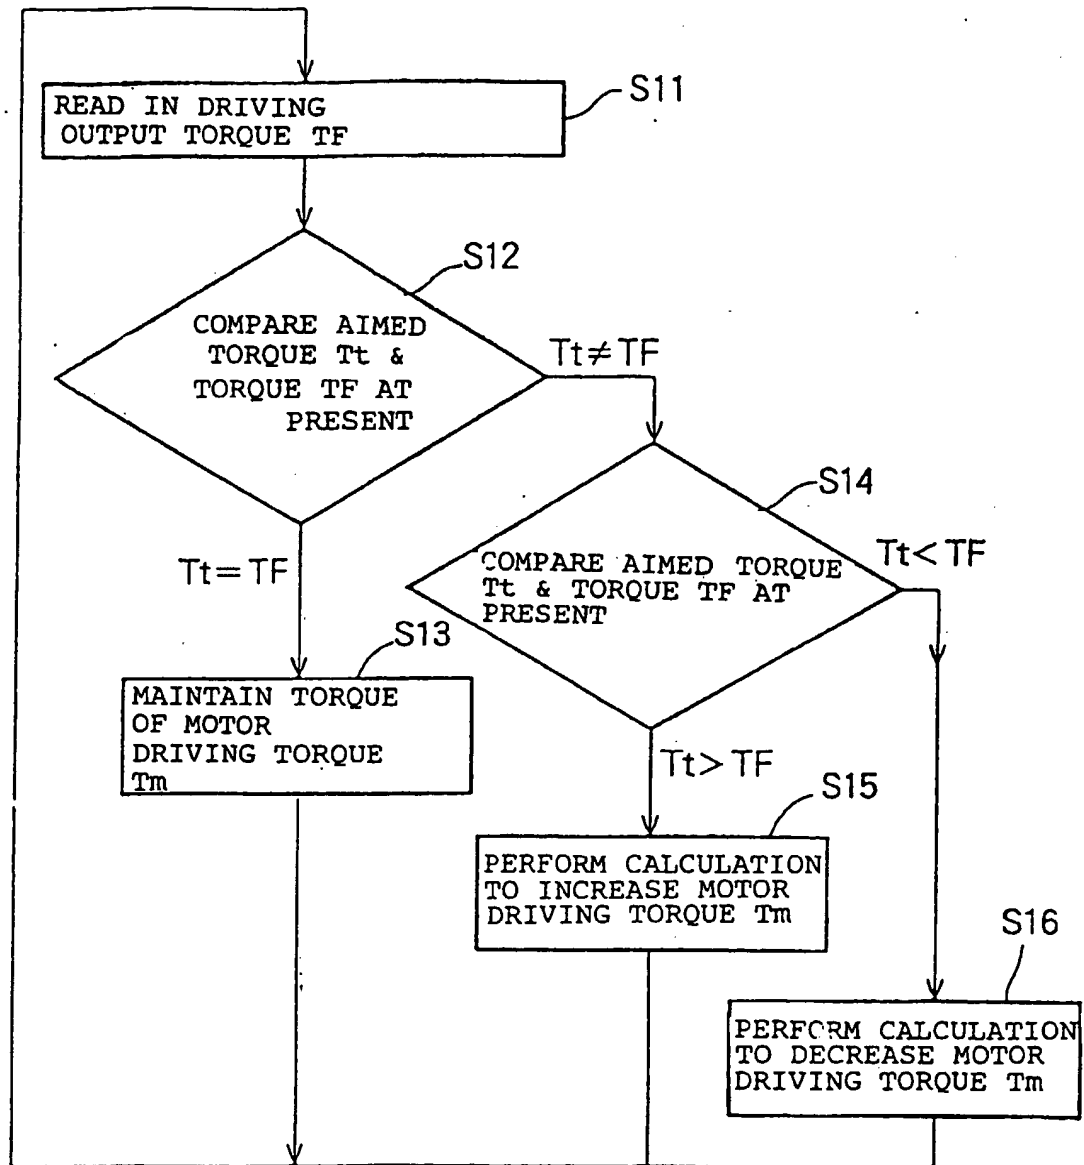 S11
READ IN DRIVING
OUTPUT TORQUE TF
S12
COMPARE AIMED
TORQUE Tt &
TORQUE TF AT
PRESENT
Tt≠TF
S14
COMPARE AIMED TORQUE
Tt & TORQUE TF AT
PRESENT
Tt<TF
Tt=TF
S13
MAINTAIN TORQUE
OF MOTOR
DRIVING TORQUE
Tm
Tt>TF
S15
PERFORM CALCULATION
TO INCREASE MOTOR
DRIVING TORQUE Tm
S16
PERFORM CALCULATION
TO DECREASE MOTOR
DRIVING TORQUE Tm